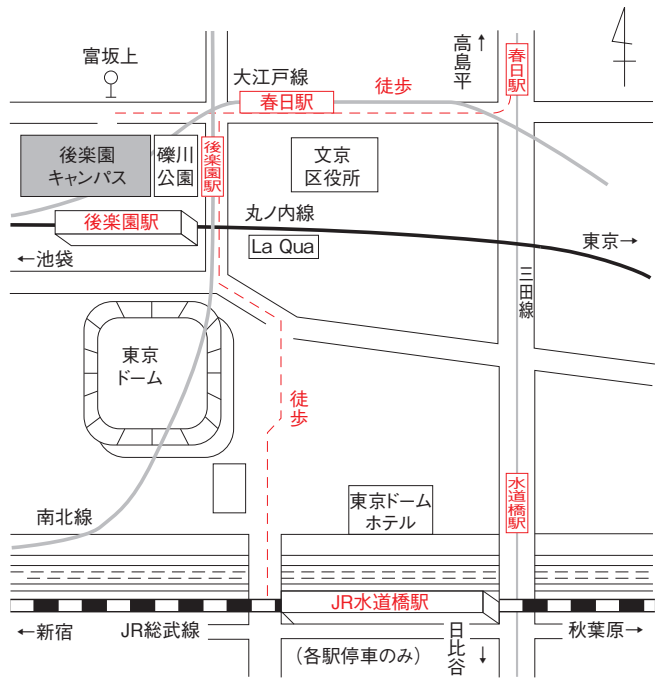 富坂上
高島平
↑
春日駅
大江戸線
春日駅
徒歩
後楽園
キャンパス
礫川
公園
後楽園駅
文京
区役所
後楽園駅
丸ノ内線
La Qua
東京→
←池袋
三田線
東京
ドーム
徒歩
水道橋駅
東京ドーム
ホテル
南北線
JR水道橋駅
←新宿
JR総武線
(各駅停車のみ)
日比谷
↓
秋葉原→